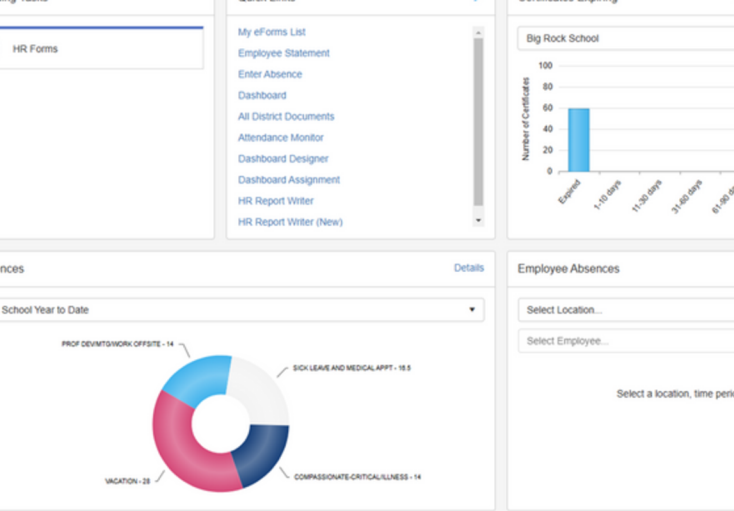 HR Forms
My eForms List
Employee Statement
Enter Absence
Dashboard
All District Documents
Attendance Monitor
Dashboard Designer
Dashboard Assignment
HR Report Writer
HR Report Writer (New)
Big Rock School
Number of Certificates
100
80
60
40
20
0
Expired
1-10 days
11-30 days
31-60 days
61-90
Details
School Year to Date
PROF DEV/MTG/WORK OFFSITE - 14
SICK LEAVE AND MEDICAL APPT - 18.5
VACATION - 28
COMPASSIONATE-CRITICAL/ILLNESS - 14
Employee Absences
Select Location...
Select Employee...
Select a location, time